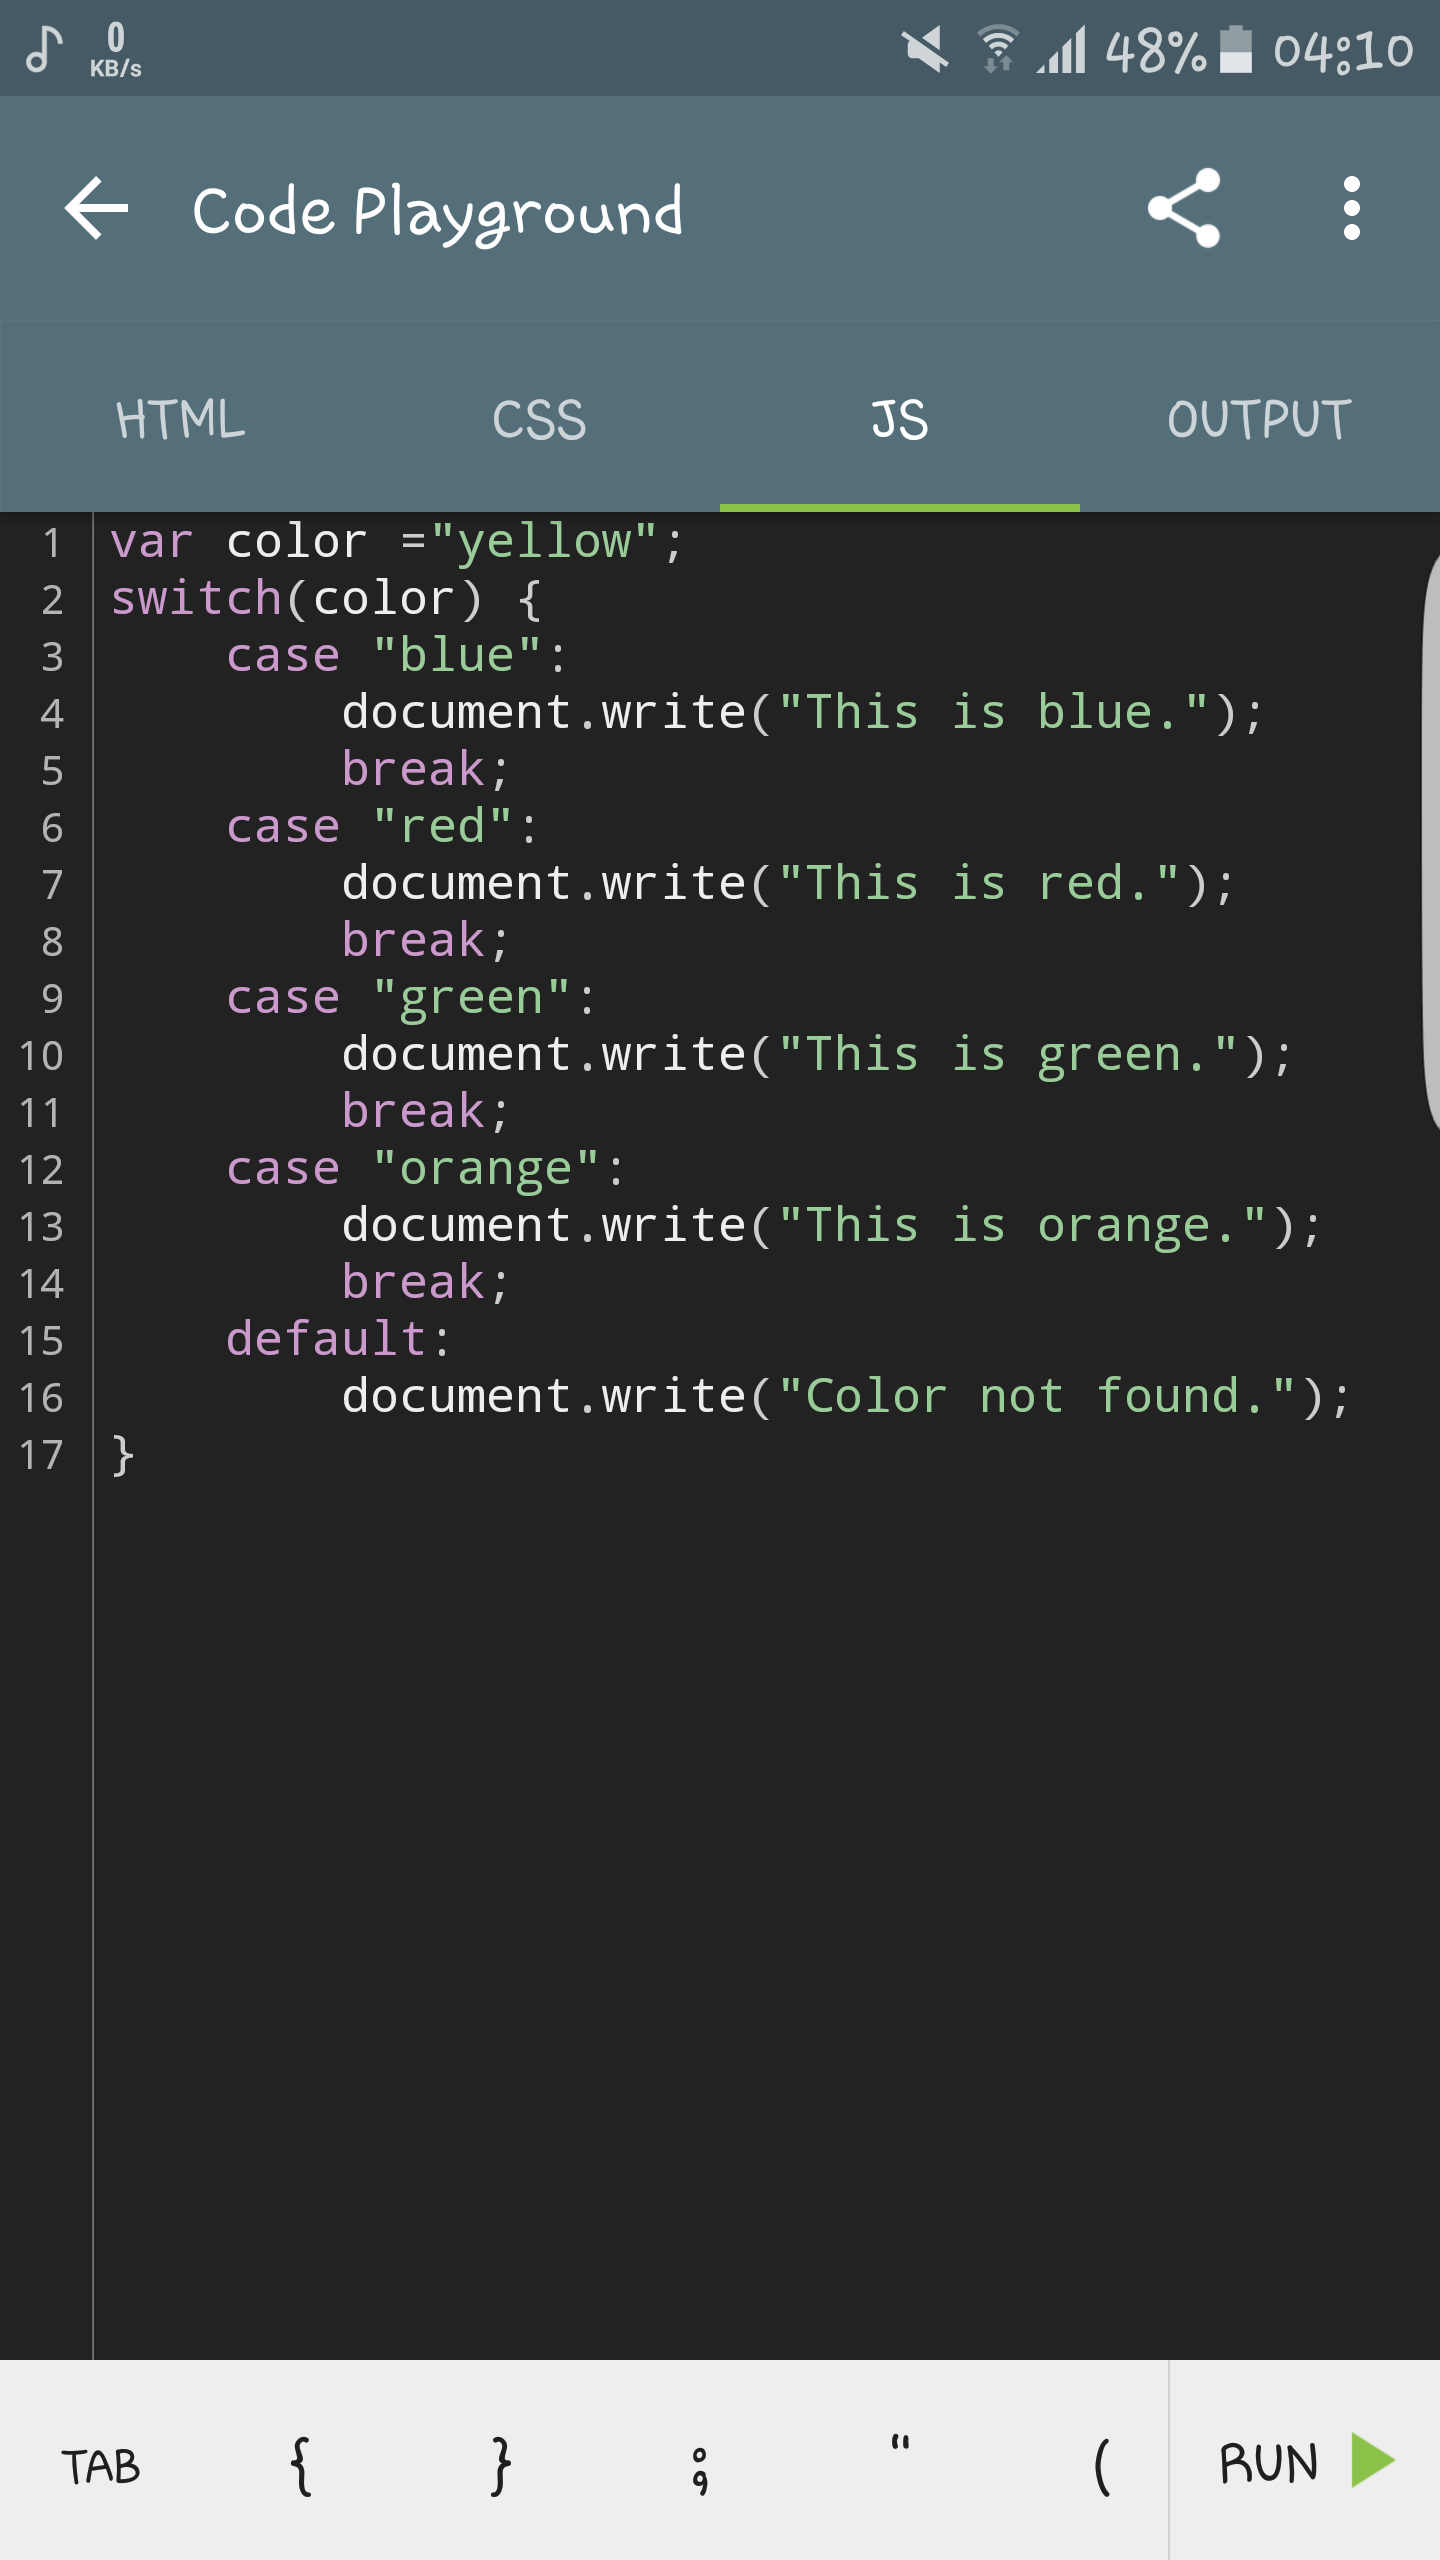 0
KB/s
48% 04:10
Code Playground
HTML CSS JS OUTPUT
1 var color ="yellow";
2 switch(color) {
3     case "blue":
4         document.write("This is blue.");
5         break;
6     case "red":
7         document.write("This is red.");
8         break;
9     case "green":
10         document.write("This is green.");
11         break;
12     case "orange":
13         document.write("This is orange.");
14         break;
15     default:
16         document.write("Color not found.");
17 }
TAB { } ; " ( RUN